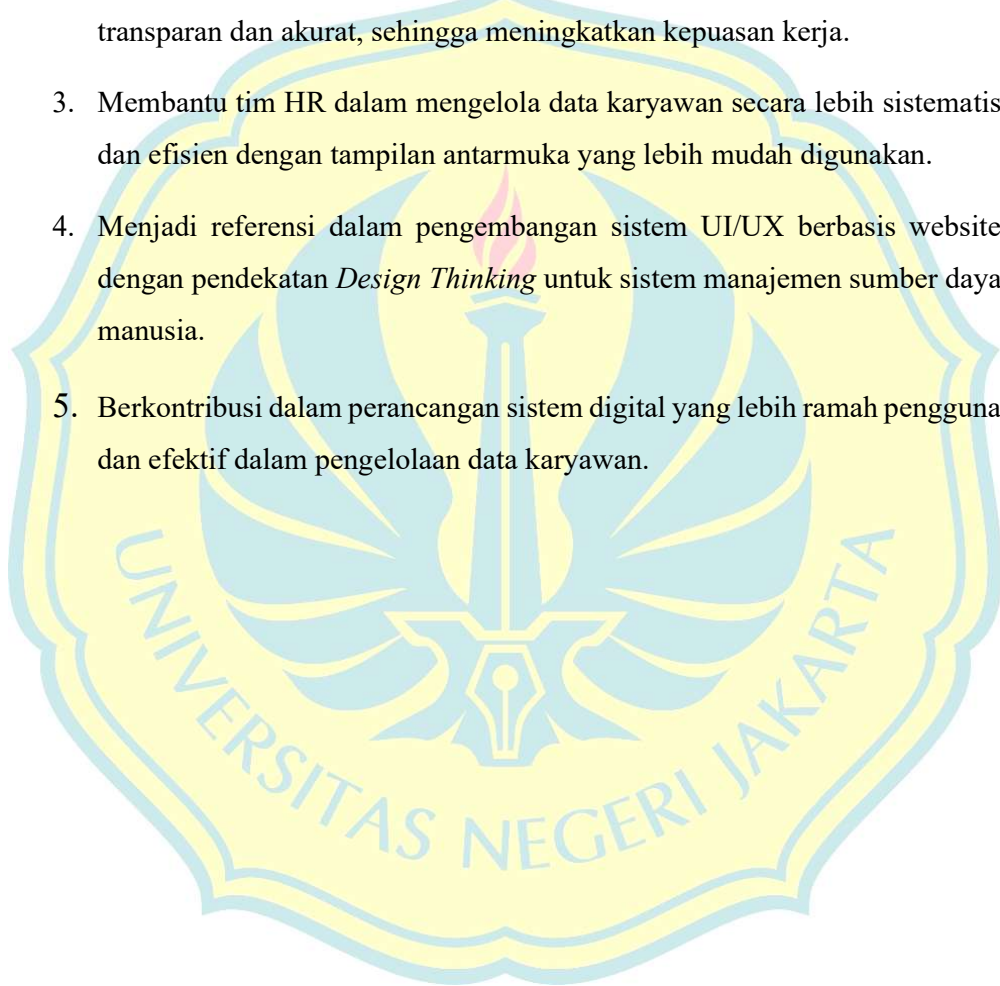 transparan dan akurat, sehingga meningkatkan kepuasan kerja.
3. Membantu tim HR dalam mengelola data karyawan secara lebih sistematis
dan efisien dengan tampilan antarmuka yang lebih mudah digunakan.
4. Menjadi referensi dalam pengembangan sistem UI/UX berbasis website
dengan pendekatan Design Thinking untuk sistem manajemen sumber daya
manusia.
5. Berkontribusi dalam perancangan sistem digital yang lebih ramah pengguna
dan efektif dalam pengelolaan data karyawan.
UNIVERSITAS NEGERI JAKARTA